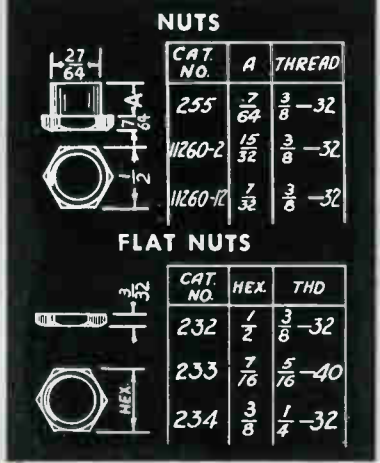 NUTS
27/64
A
7/64
1/2
CAT. NO. A THREAD
255 7/64 3/8-32
11260-2 15/32 3/8-32
11260-12 7/32 3/8-32
FLAT NUTS
3/32
HEX.
CAT. NO. HEX. THD
232 1/2 3/8-32
233 7/16 5/16-40
234 3/8 1/4-32